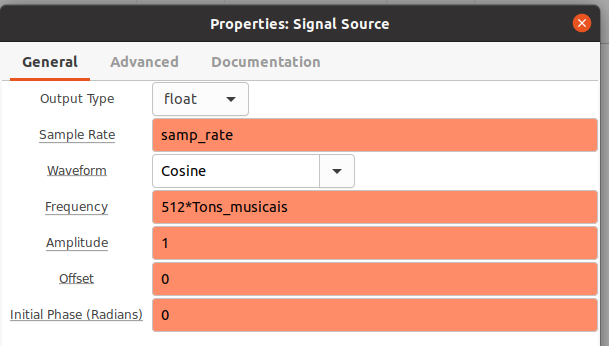 Properties: Signal Source
General Advanced Documentation
Output Type float
Sample Rate samp_rate
Waveform Cosine
Frequency 512*Tons_musicais
Amplitude 1
Offset 0
Initial Phase (Radians) 0